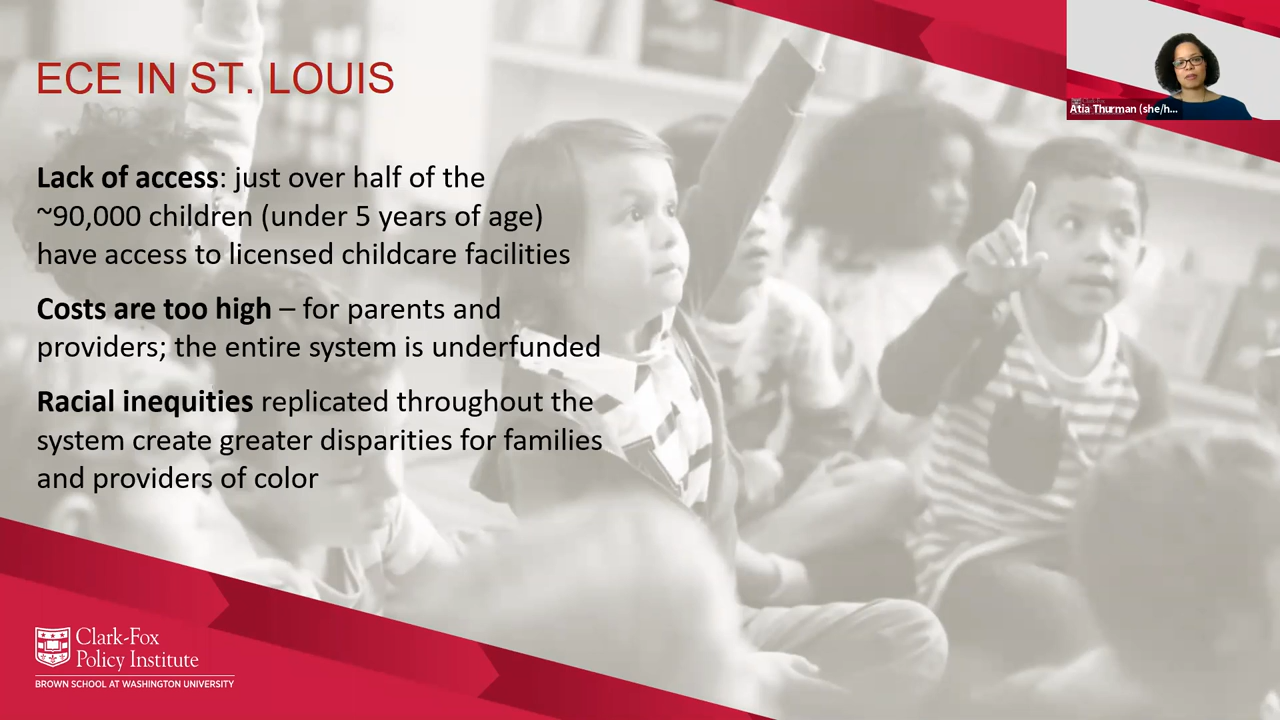 ECE IN ST. LOUIS
Atia Thurman (she/h...
Lack of access: just over half of the
~90,000 children (under 5 years of age)
have access to licensed childcare facilities
Costs are too high – for parents and
providers; the entire system is underfunded
Racial inequities replicated throughout the
system create greater disparities for families
and providers of color
Clark-Fox
Policy Institute
BROWN SCHOOL AT WASHINGTON UNIVERSITY